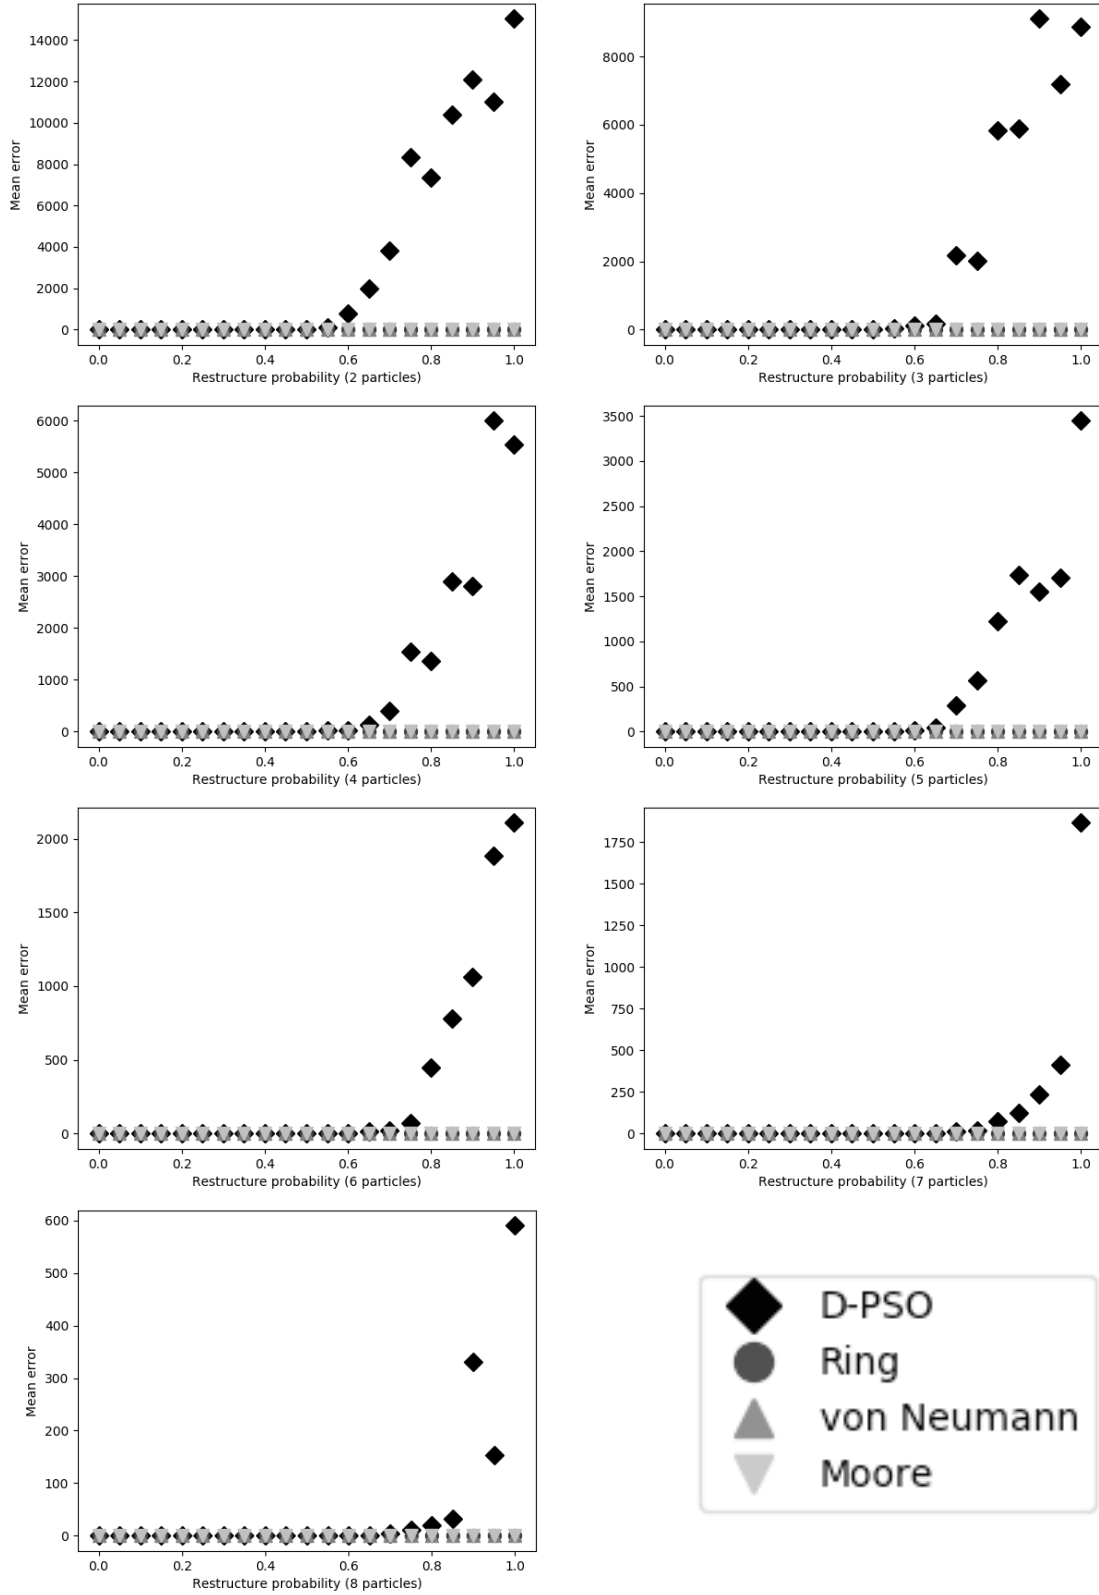 14000
12000
10000
8000
6000
4000
2000
0
Mean error
0.0 0.2 0.4 0.6 0.8 1.0
Restructure probability (2 particles)
8000
6000
4000
2000
0
Mean error
0.0 0.2 0.4 0.6 0.8 1.0
Restructure probability (3 particles)
6000
5000
4000
3000
2000
1000
0
Mean error
0.0 0.2 0.4 0.6 0.8 1.0
Restructure probability (4 particles)
3500
3000
2500
2000
1500
1000
500
0
Mean error
0.0 0.2 0.4 0.6 0.8 1.0
Restructure probability (5 particles)
2000
1500
1000
500
0
Mean error
0.0 0.2 0.4 0.6 0.8 1.0
Restructure probability (6 particles)
1750
1500
1250
1000
750
500
250
0
Mean error
0.0 0.2 0.4 0.6 0.8 1.0
Restructure probability (7 particles)
600
500
400
300
200
100
0
Mean error
0.0 0.2 0.4 0.6 0.8 1.0
Restructure probability (8 particles)
D-PSO
Ring
von Neumann
Moore